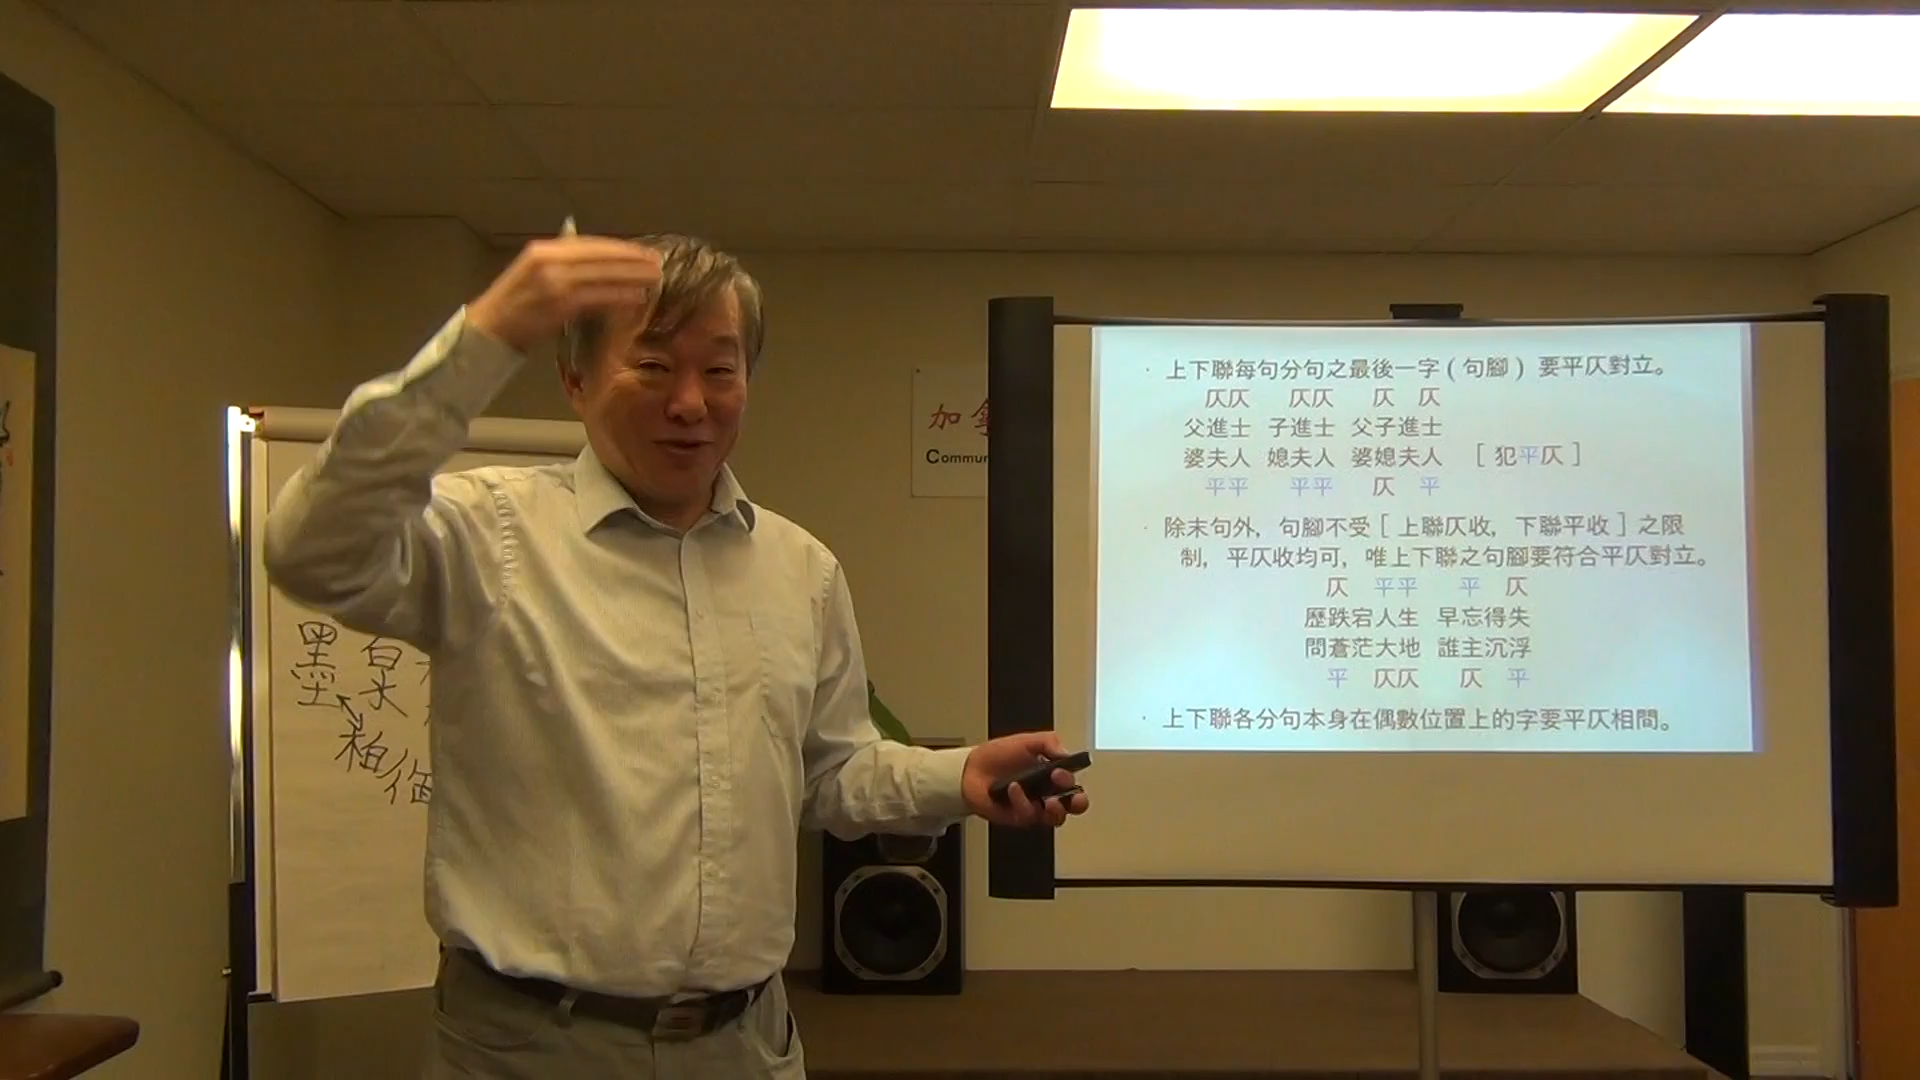 · 上下聯每句分句之最後一字(句腳) 要平仄對立。
仄仄 仄仄 仄 仄
父進士 子進士 父子進士
婆夫人 媳夫人 婆媳夫人 [ 犯平仄 ]
平平 平平 仄 平
· 除末句外, 句腳不受 [ 上聯仄收, 下聯平收 ] 之限
制, 平仄收均可, 唯上下聯之句腳要符合平仄對立。
仄 平平 平 仄
歷跌宕人生 早忘得失
問蒼茫大地 誰主沉浮
平 仄仄 仄 平
· 上下聯各分句本身在偶數位置上的字要平仄相間。
加
Commun
墨
柏